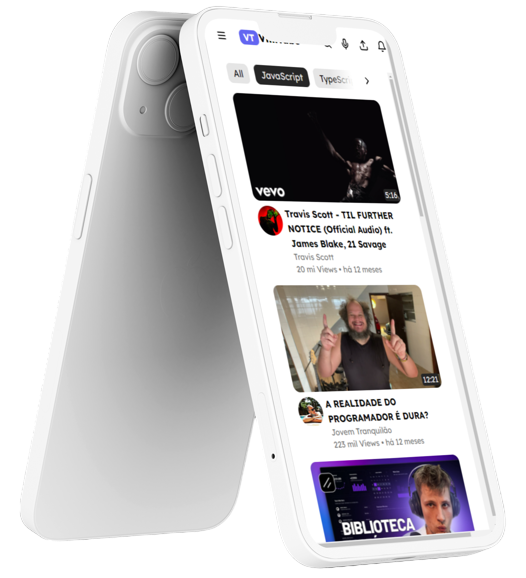 VT
All
JavaScript
vevo
5:16
Travis Scott - TIL FURTHER
NOTICE (Official Audio) ft.
James Blake, 21 Savage
Travis Scott
20 mi Views • há 12 meses
12:21
A REALIDADE DO
PROGRAMADOR É DURA?
Jovem Tranquilão
223 mil Views • há 12 meses
BIBLIOTECA